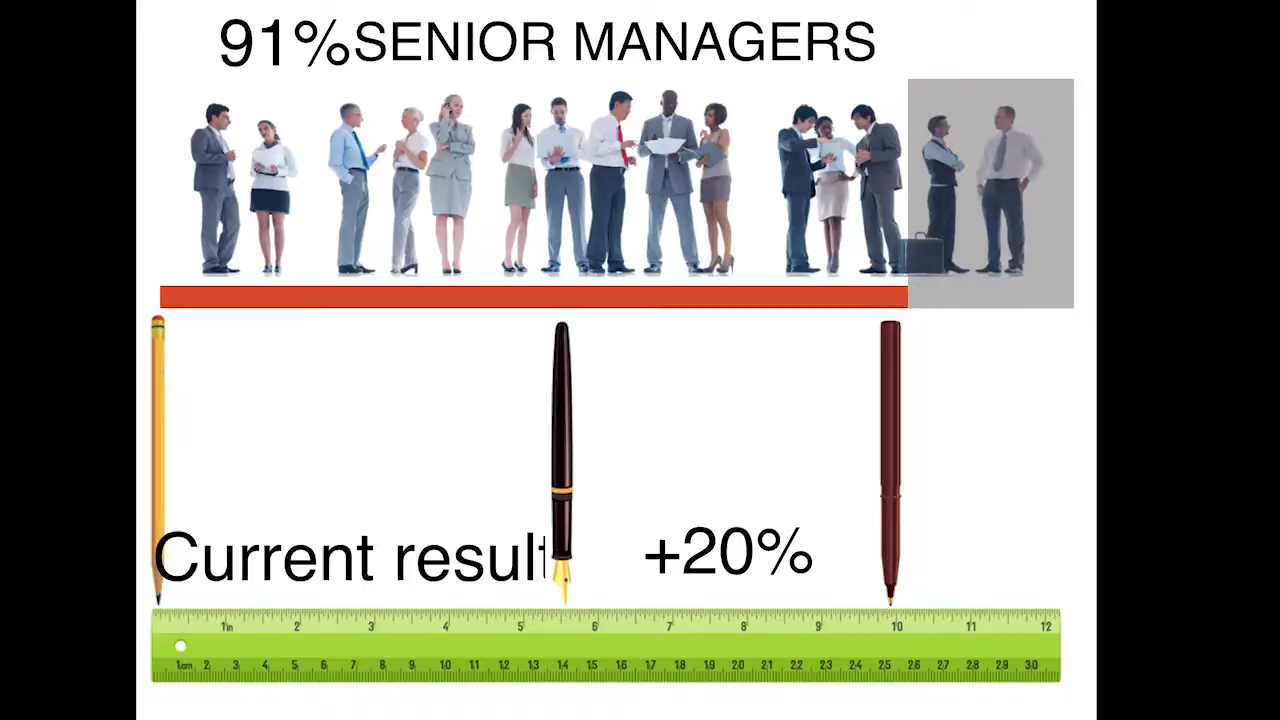 91% SENIOR MANAGERS
Current result +20%
1in 2 3 4 5 6 7 8 9 10 11 12
1cm 2 3 4 5 6 7 8 9 10 11 12 13 14 15 16 17 18 19 20 21 22 23 24 25 26 27 28 29 30